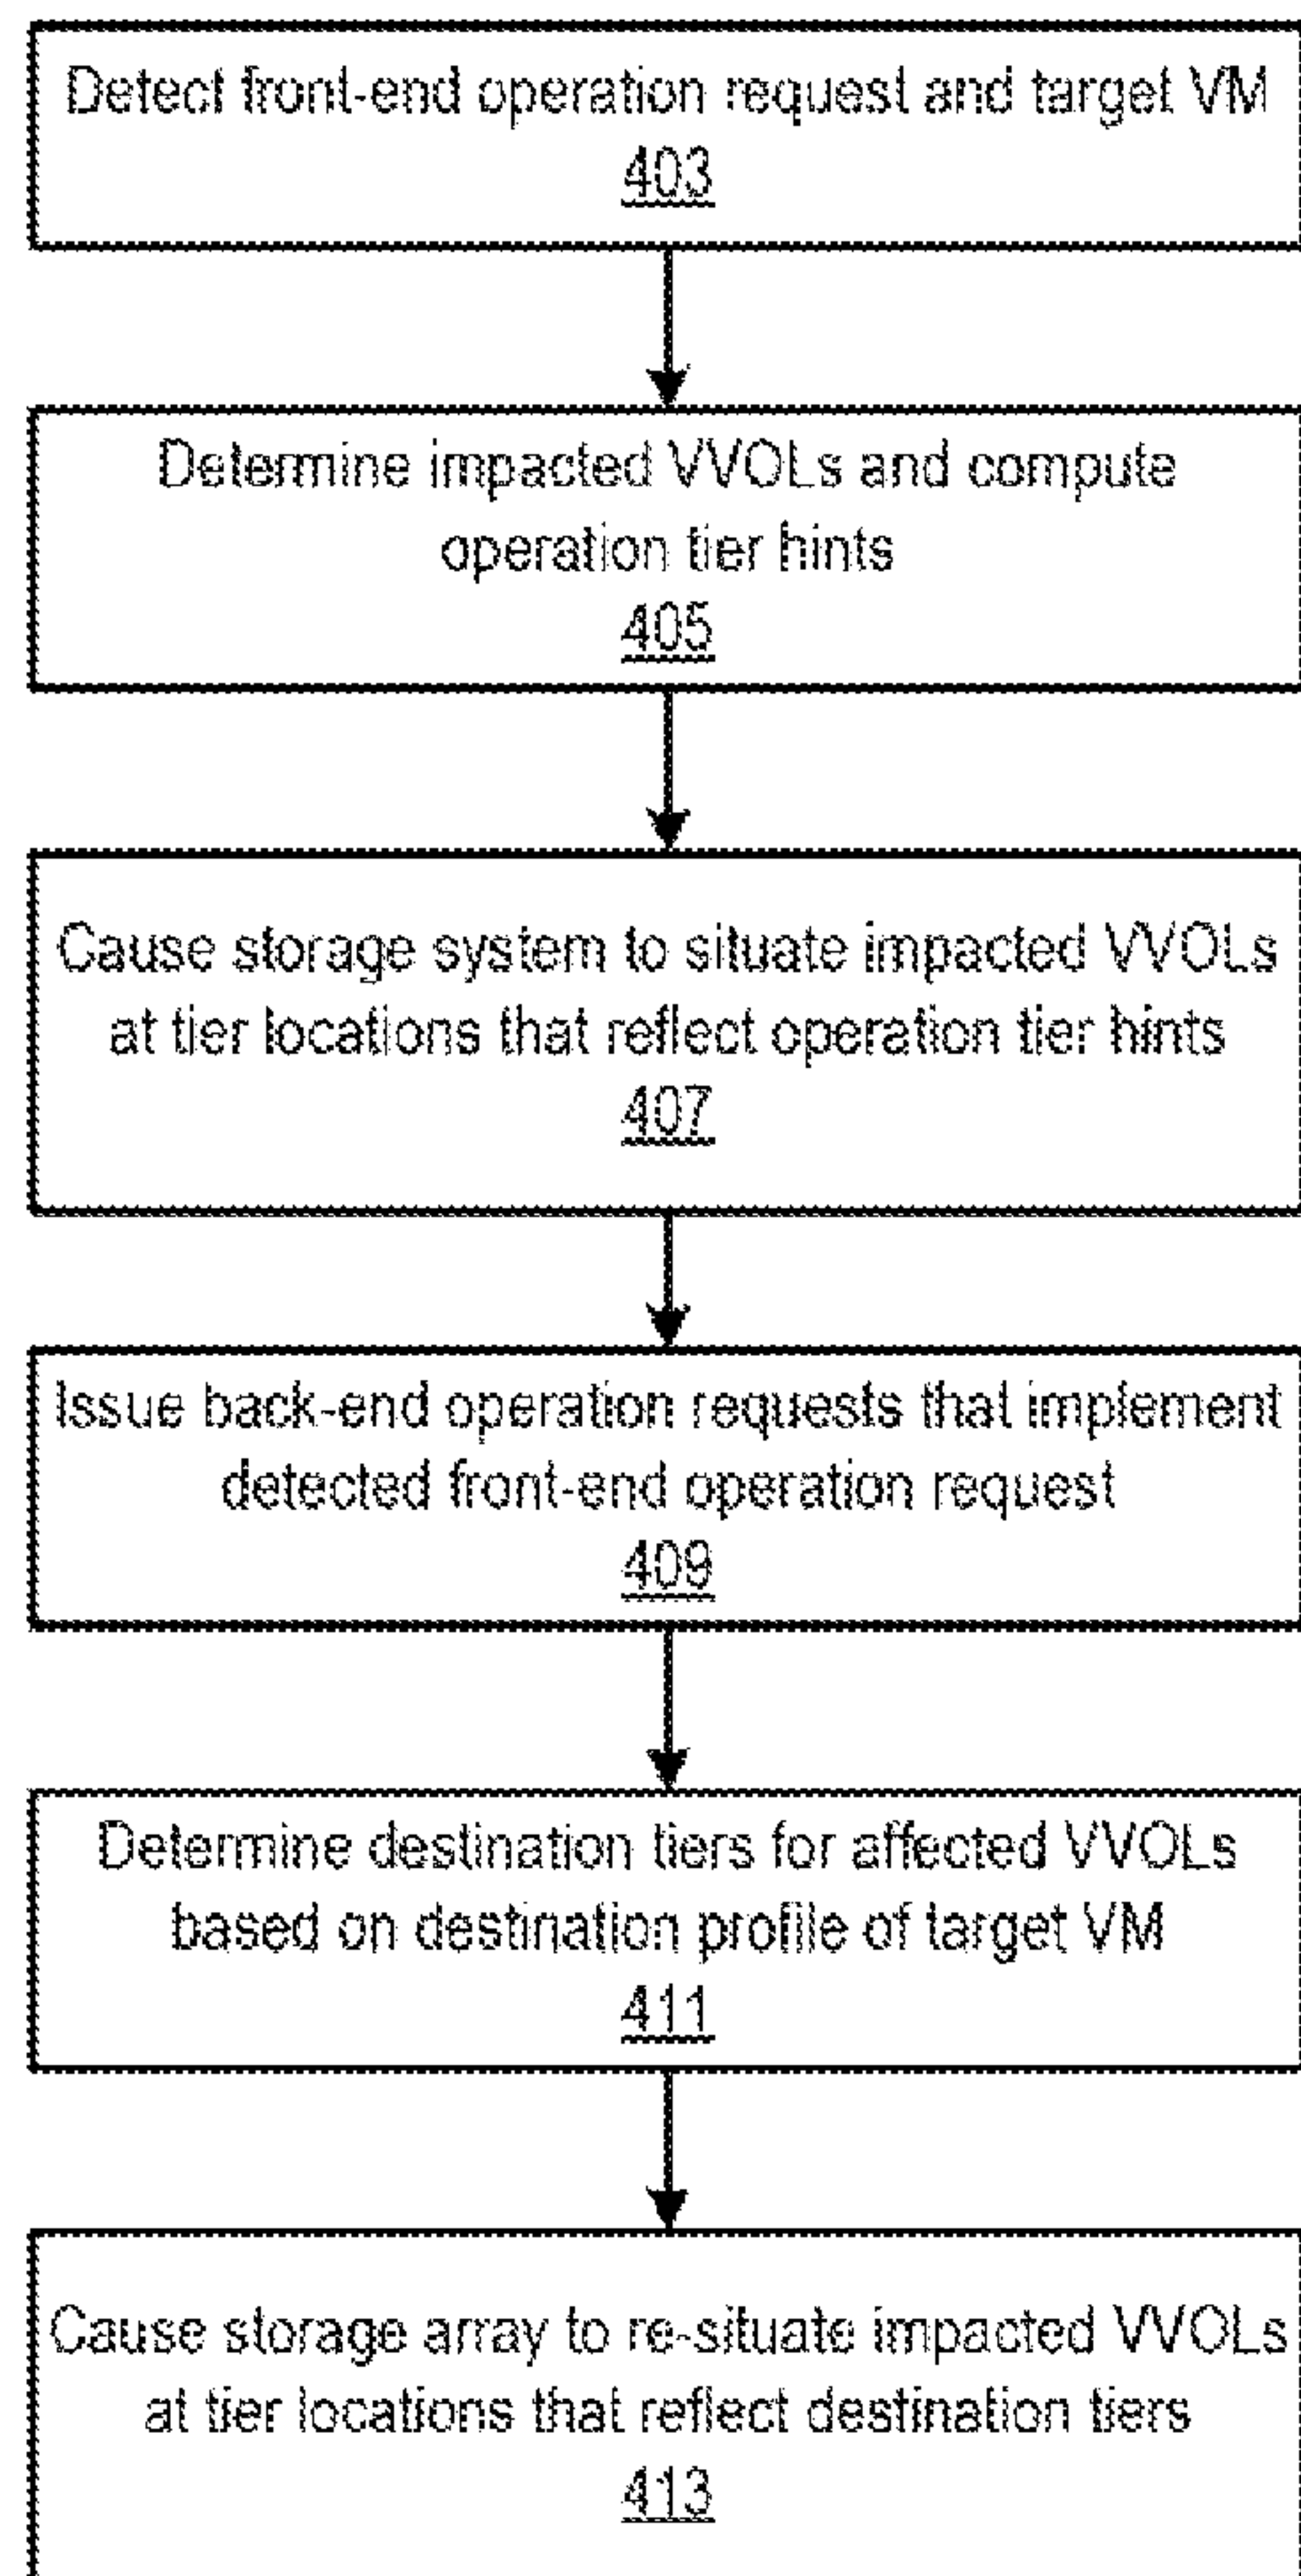 Detect front-end operation request and target VM
403
Determine impacted VVOLs and compute
operation tier hints
405
Cause storage system to situate impacted VVOLs
at tier locations that reflect operation tier hints
407
Issue back-end operation requests that implement
detected front-end operation request
409
Determine destination tiers for affected VVOLs
based on destination profile of target VM
411
Cause storage array to re-situate impacted VVOLs
at tier locations that reflect destination tiers
413